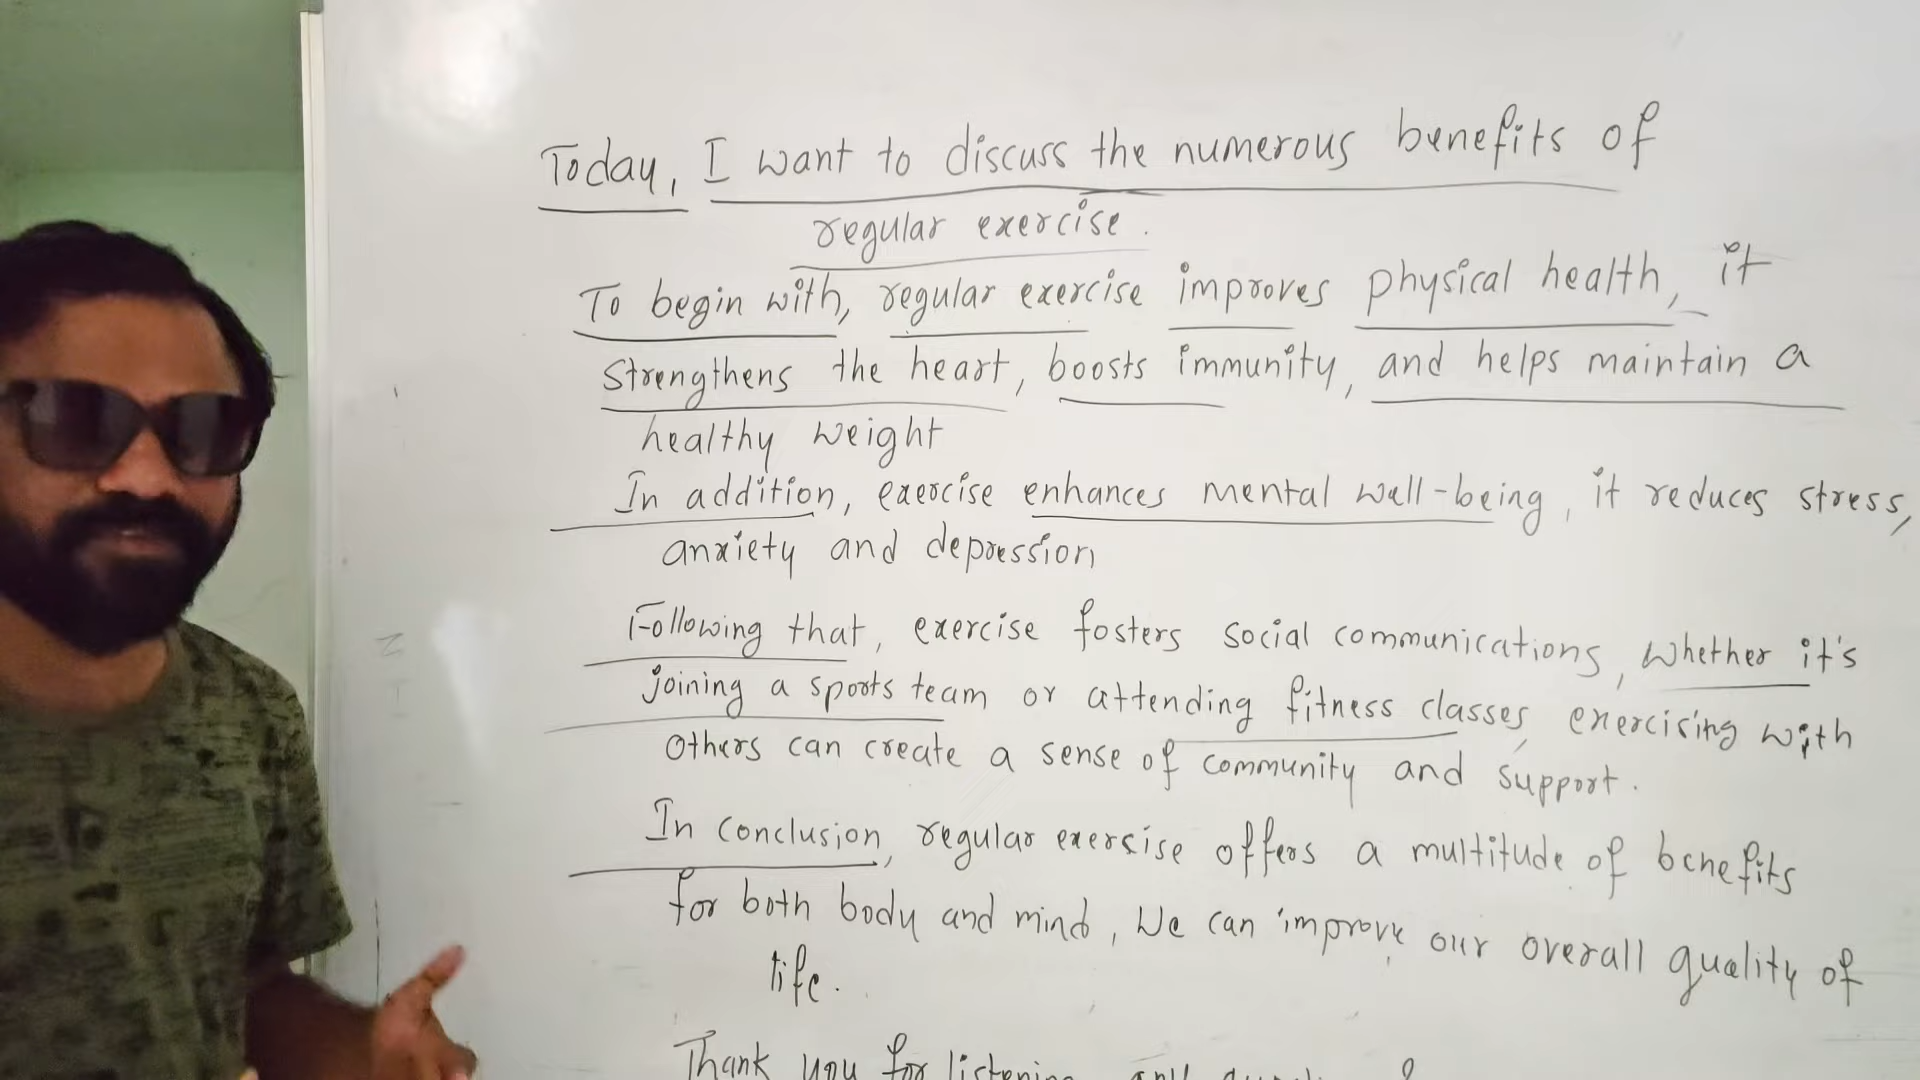 Today, I want to discuss the numerous benefits of
regular exercise.
To begin with, regular exercise improves physical health, it
Strengthens the heart, boosts immunity, and helps maintain a
healthy weight
In addition, exercise enhances mental well-being, it reduces stress,
anxiety and depression
Following that, exercise fosters social communications, whether it's
joining a sports team or attending fitness classes, exercising with
Others can create a sense of community and support.
In conclusion, regular exercise offers a multitude of benefits
for both body and mind, We can improve our overall quality of
life.
Thank you for listening any